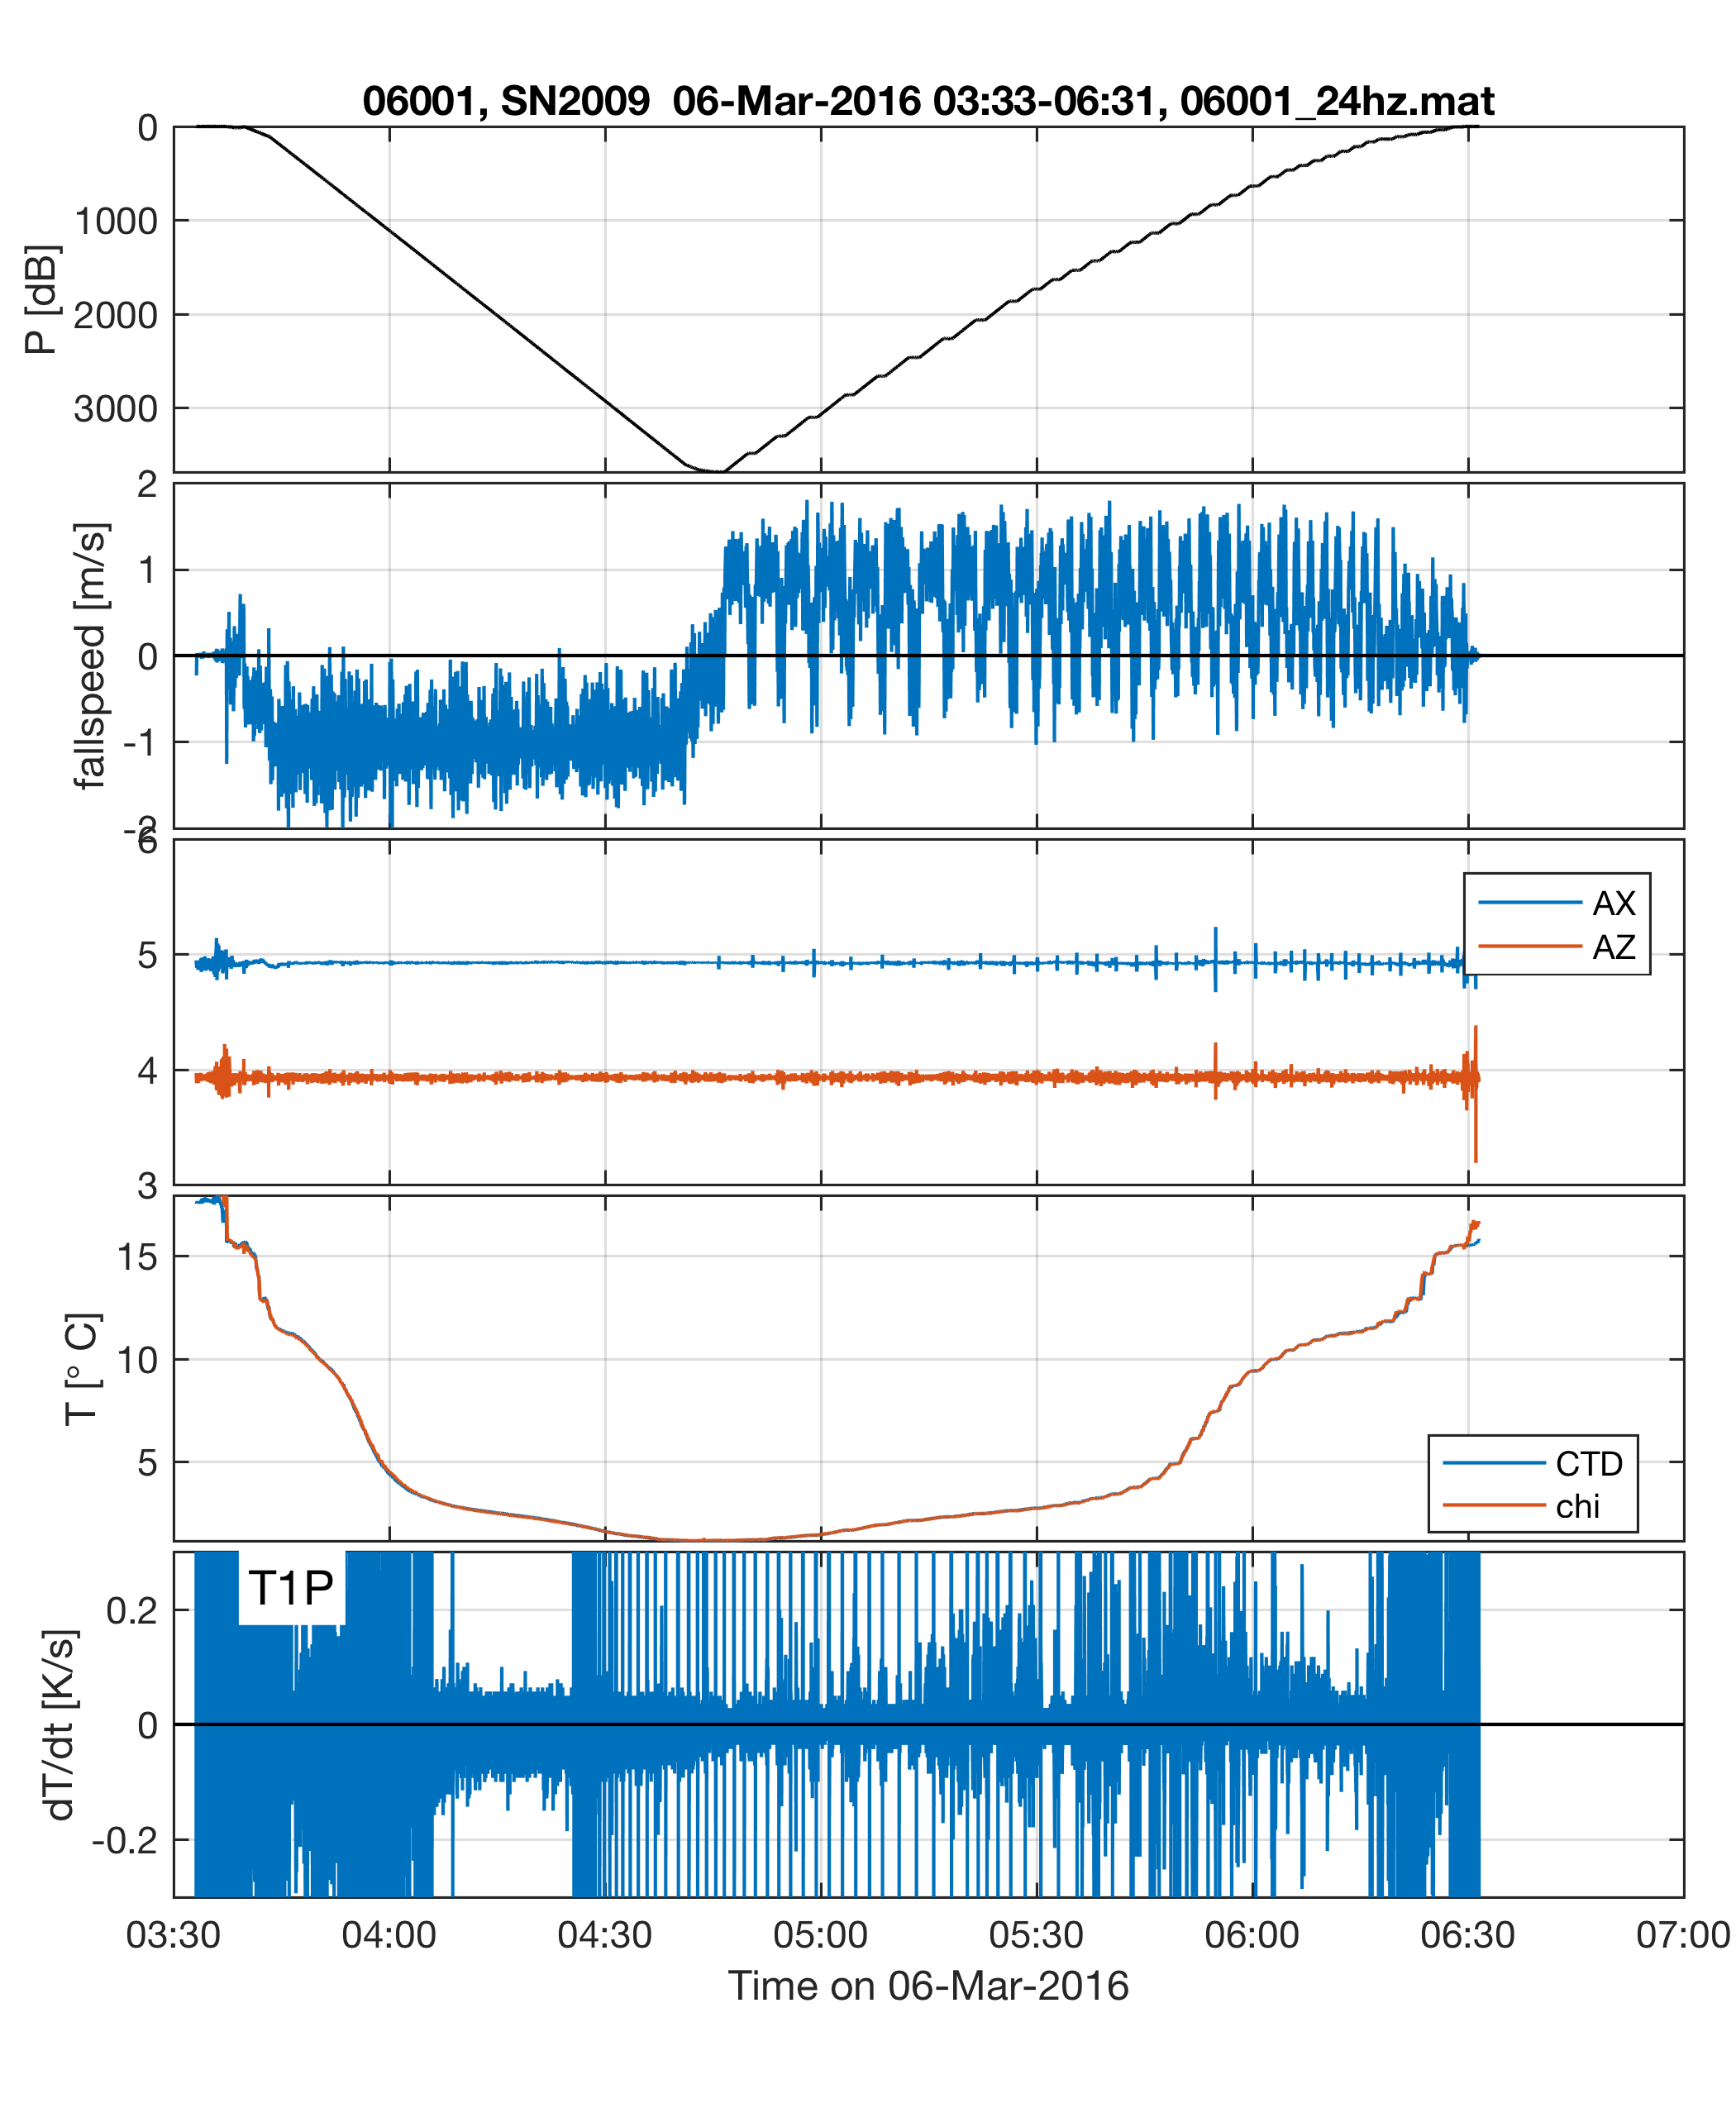 06001, SN2009  06-Mar-2016 03:33-06:31, 06001_24hz.mat
0
1000
2000
3000
P [dB]
2
1
0
-1
-2
fallspeed [m/s]
6
5
4
3
AX
AZ
15
10
5
T [° C]
CTD
chi
T1P
0.2
0
-0.2
dT/dt [K/s]
03:30 04:00 04:30 05:00 05:30 06:00 06:30 07:00
Time on 06-Mar-2016